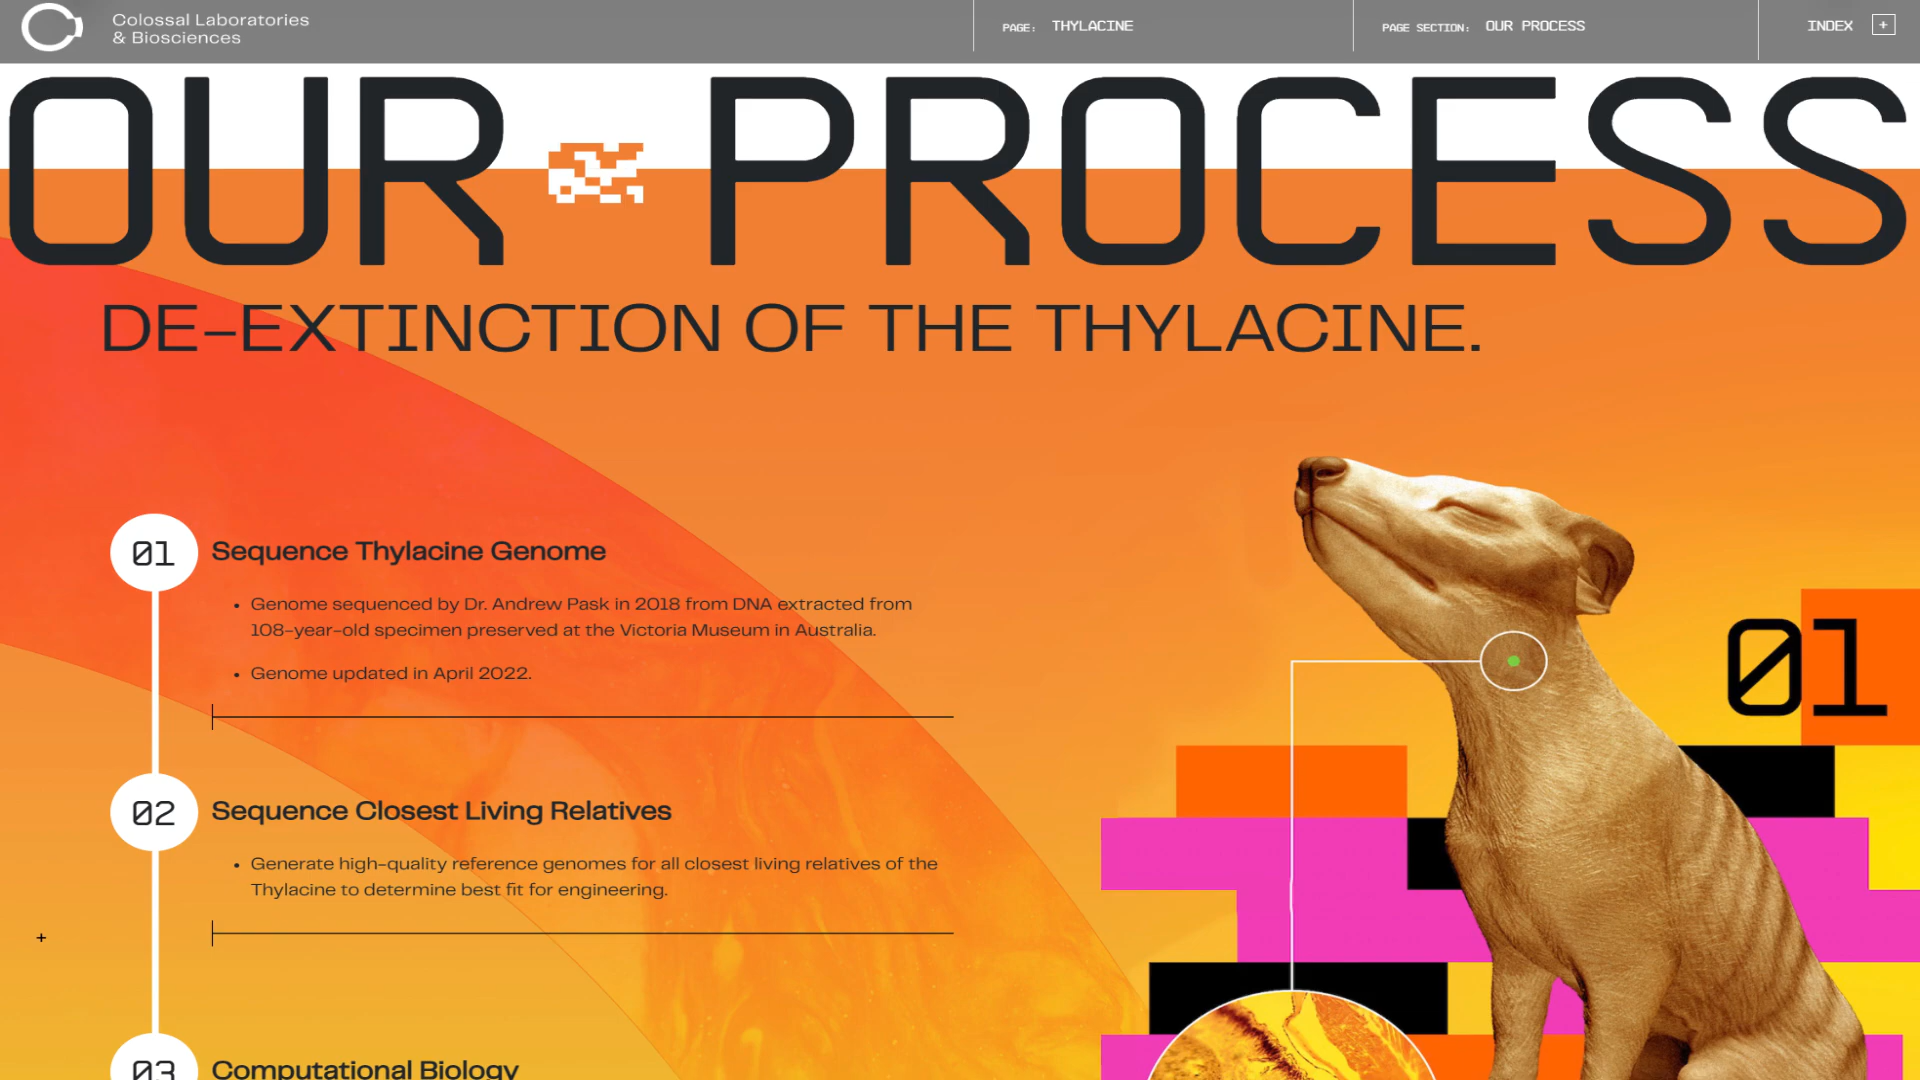 Colossal Laboratories
& Biosciences
PAGE: THYLACINE
PAGE SECTION: OUR PROCESS
INDEX +
OUR PROCESS
DE-EXTINCTION OF THE THYLACINE.
01 Sequence Thylacine Genome
• Genome sequenced by Dr. Andrew Pask in 2018 from DNA extracted from
108-year-old specimen preserved at the Victoria Museum in Australia.
• Genome updated in April 2022.
01
02 Sequence Closest Living Relatives
• Generate high-quality reference genomes for all closest living relatives of the
Thylacine to determine best fit for engineering.
+
03 Computational Biology